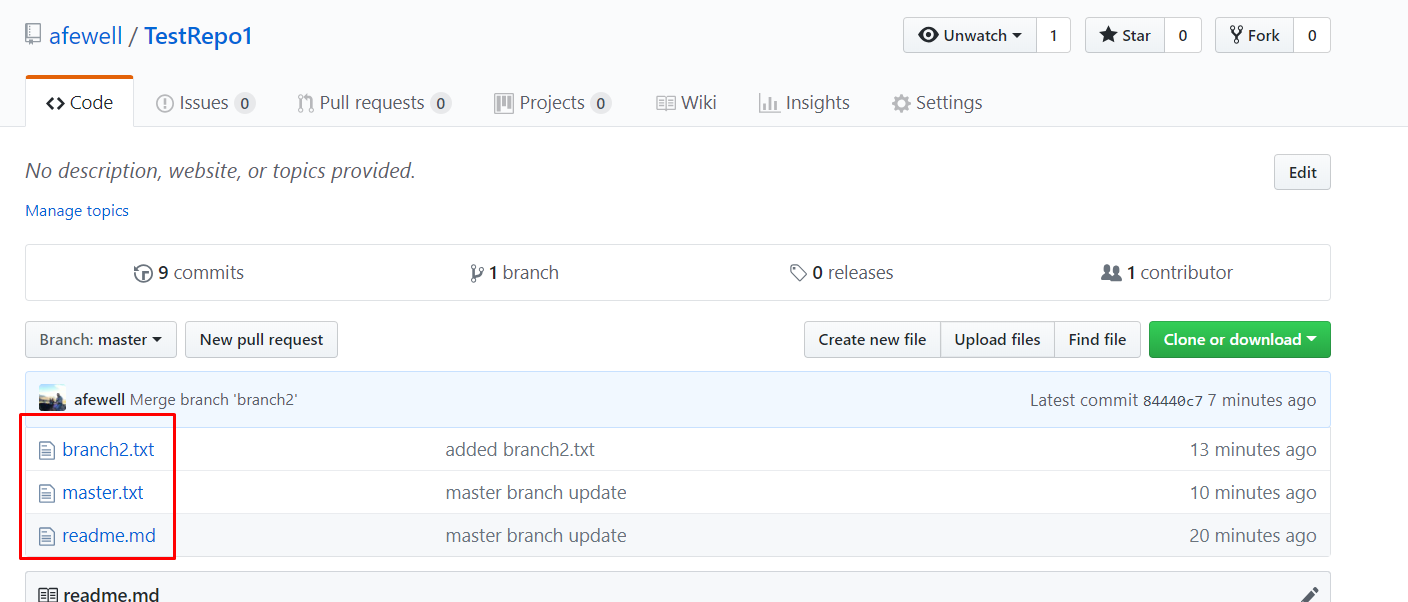 afewell / TestRepo1 Unwatch 1 Star 0 Fork 0
Code Issues 0 Pull requests 0 Projects 0 Wiki Insights Settings
No description, website, or topics provided. Edit
Manage topics
9 commits 1 branch 0 releases 1 contributor
Branch: master New pull request Create new file Upload files Find file Clone or download
afewell Merge branch 'branch2' Latest commit 84440c7 7 minutes ago
branch2.txt added branch2.txt 13 minutes ago
master.txt master branch update 10 minutes ago
readme.md master branch update 20 minutes ago
readme.md